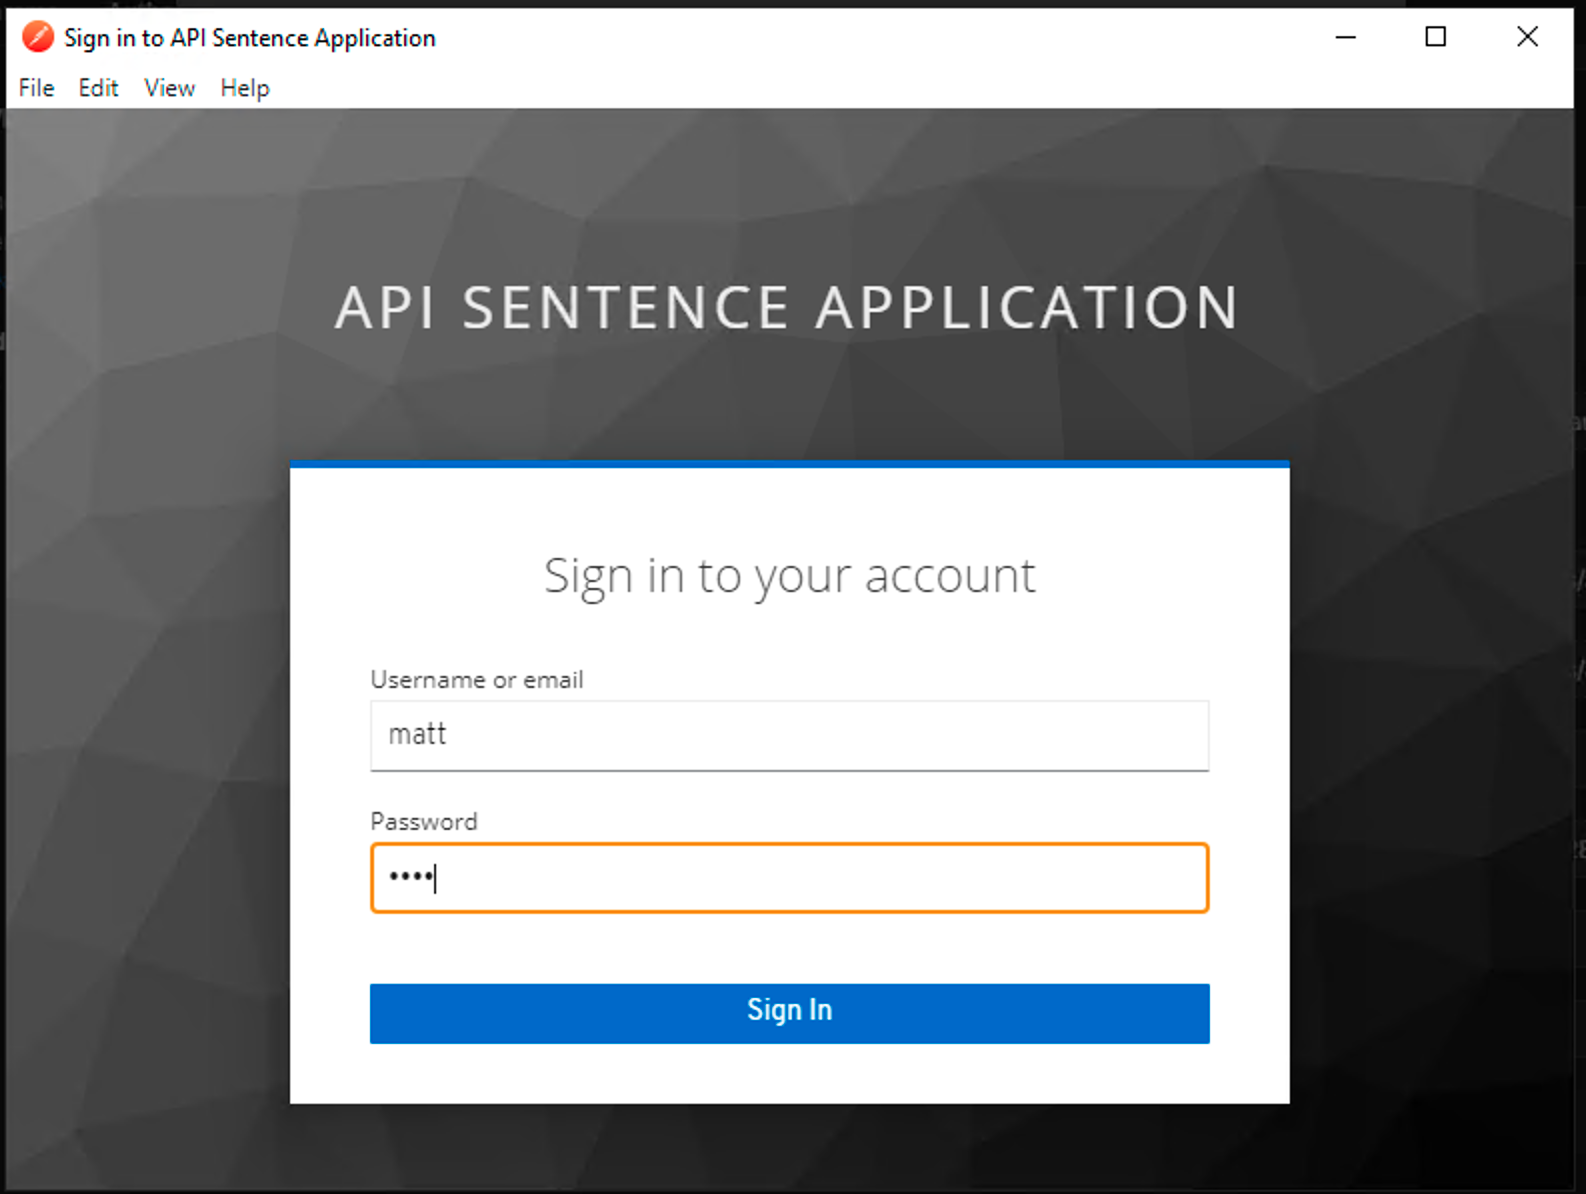 Sign in to API Sentence Application
File Edit View Help
API SENTENCE APPLICATION
Sign in to your account
Username or email
matt
Password
••••
Sign In